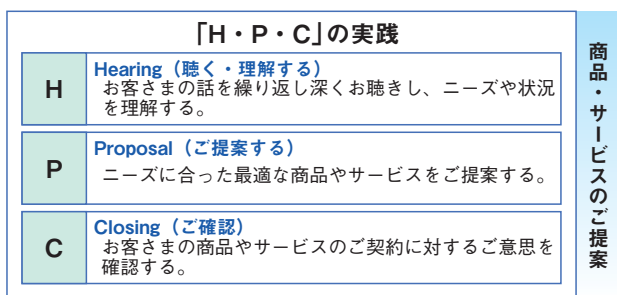 「H・P・C」の実践
H
Hearing（聴く・理解する）
お客さまの話を繰り返し深くお聴きし、ニーズや状況
を理解する。
P
Proposal（ご提案する）
ニーズに合った最適な商品やサービスをご提案する。
C
Closing（ご確認）
お客さまの商品やサービスのご契約に対するご意思を
確認する。
商品・サービスのご提案